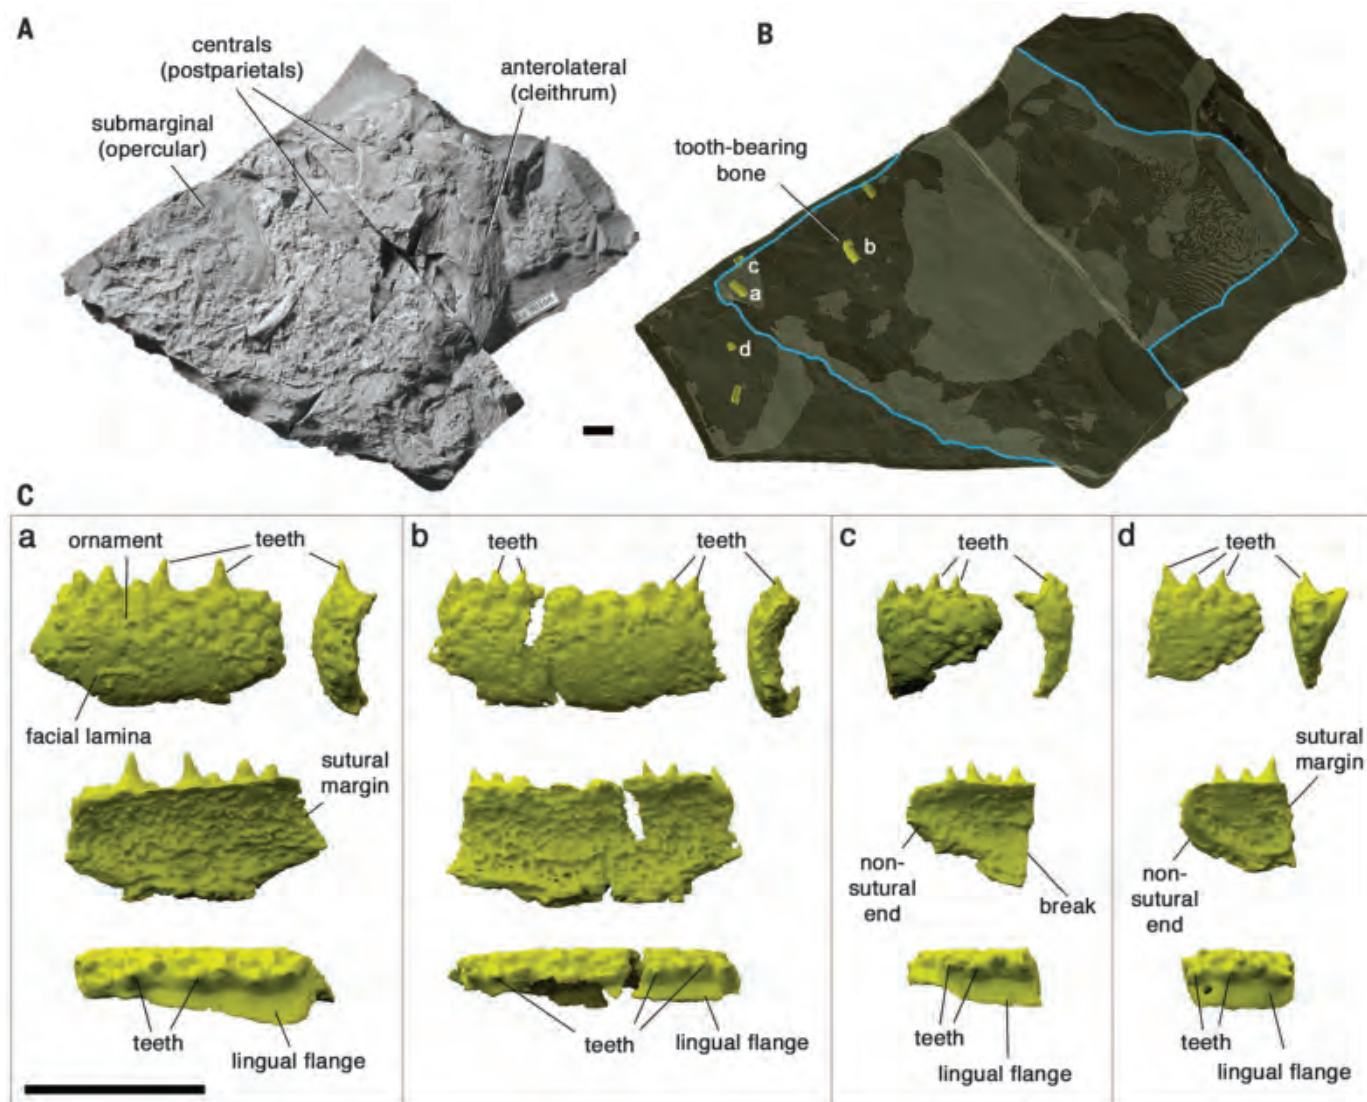 A
centrals
(postparietals)
anterolateral
(cleithrum)
submarginal
(opercular)
B
tooth-bearing
bone
b
c
a
d
C
a
ornament
teeth
facial lamina
sutural
margin
teeth
lingual flange
b
teeth
teeth
teeth
lingual flange
c
teeth
non-
sutural
end
break
teeth
lingual flange
d
teeth
sutural
margin
non-
sutural
end
teeth
lingual flange